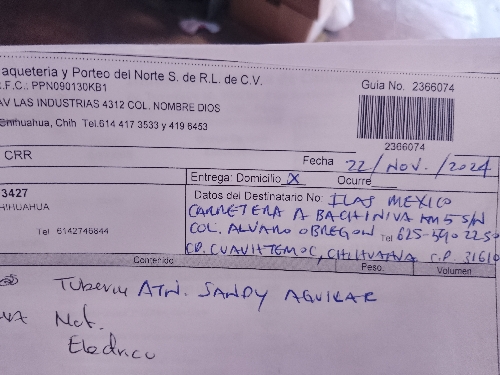 aqueteria y Porteo del Norte S. de R.L. de C.V.
.F.C.: PPN090130KB1
AV LAS INDUSTRIAS 4312 COL. NOMBRE DIOS
Chihuahua, Chih Tel.614 417 3533 y 419 6453
Guia No. 2366074
2366074
CRR
Fecha 22/NOV./2024
Entrega: Domicilio X Ocurre
3427
HIHUAHUA
Tel 6142746844
Datos del Destinatario No: ILAS MEXICO
CARRETERA A BACHINIVA KM 5 S/N
COL. ALVARO OBREGON Tel 625-590 2250
CD. CUAUHTEMOC, CHIHUAHUA C.P. 31610
Contenido Peso. Volumen
Tuberia ATN. SANDY AGUILAR
Mat.
Electrico